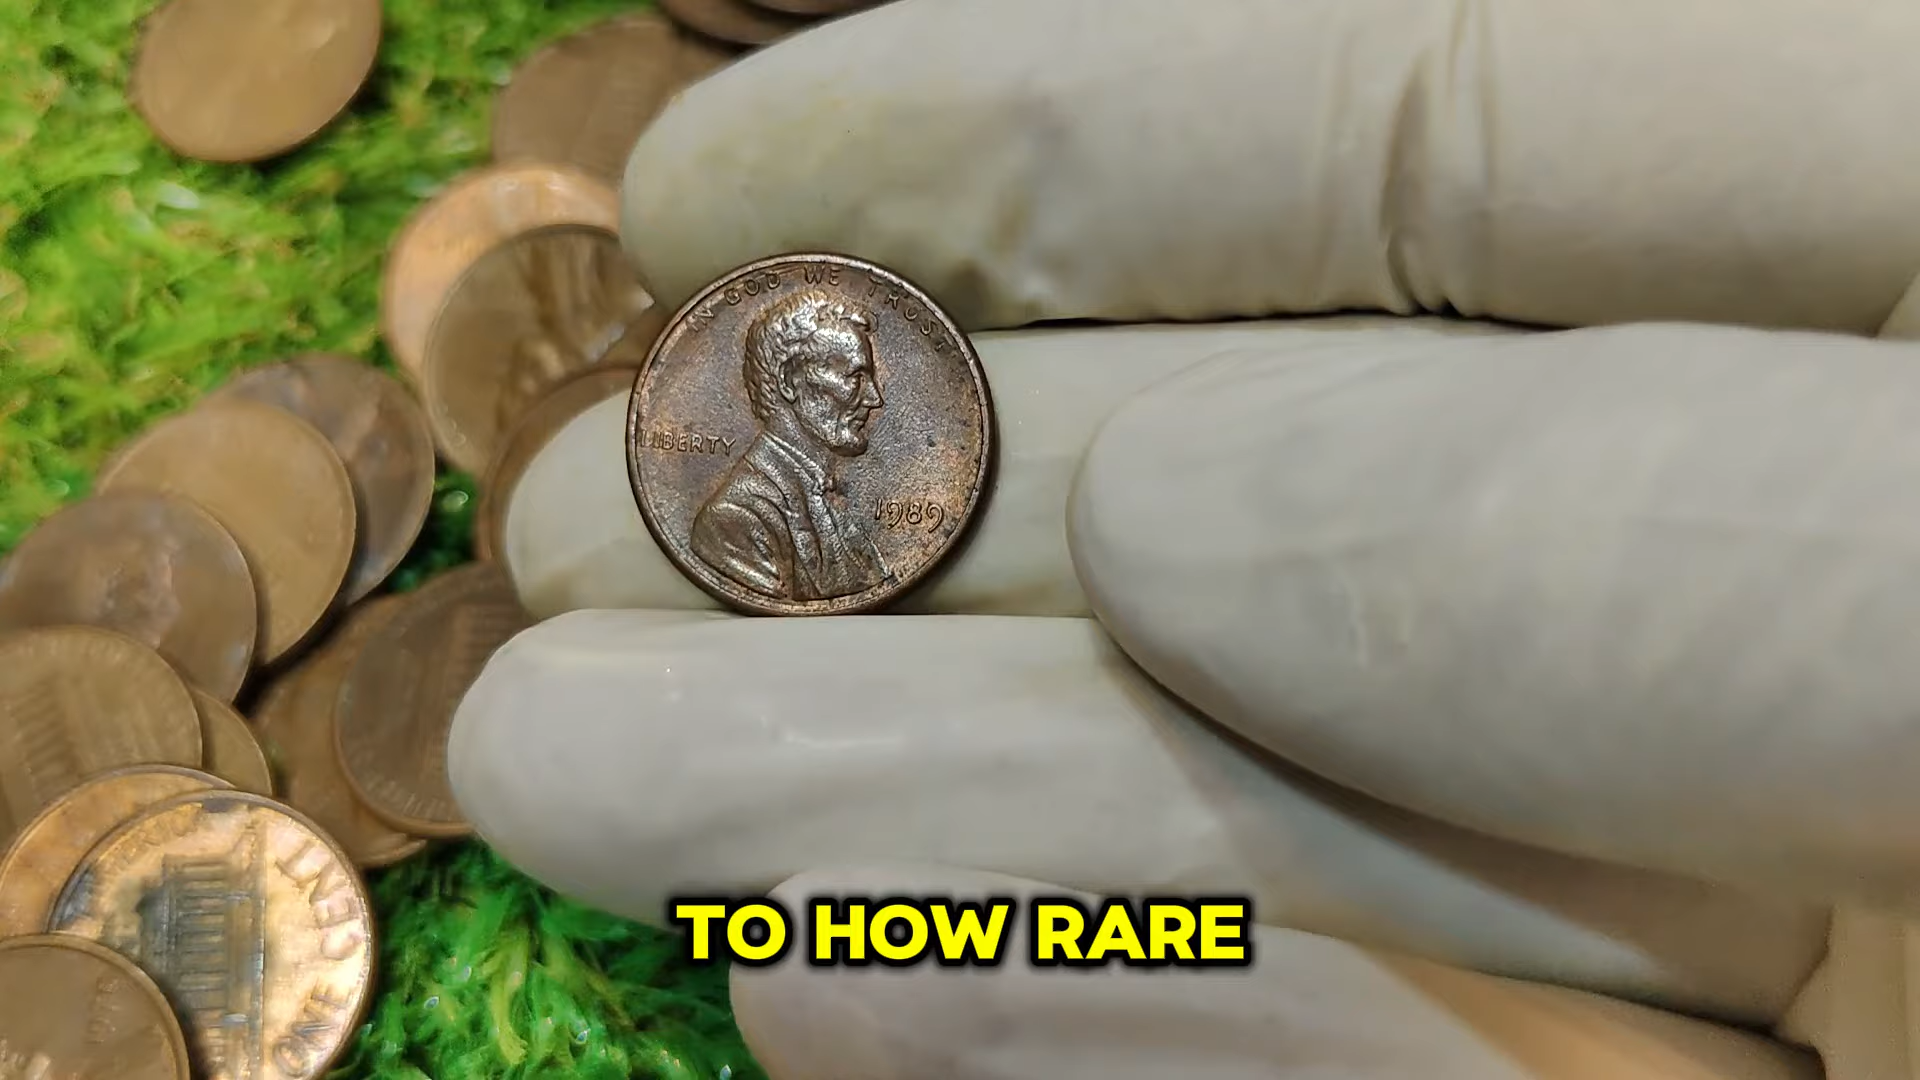 IN GOD WE TRUST
LIBERTY
1989
ONE CENT
TO HOW RARE